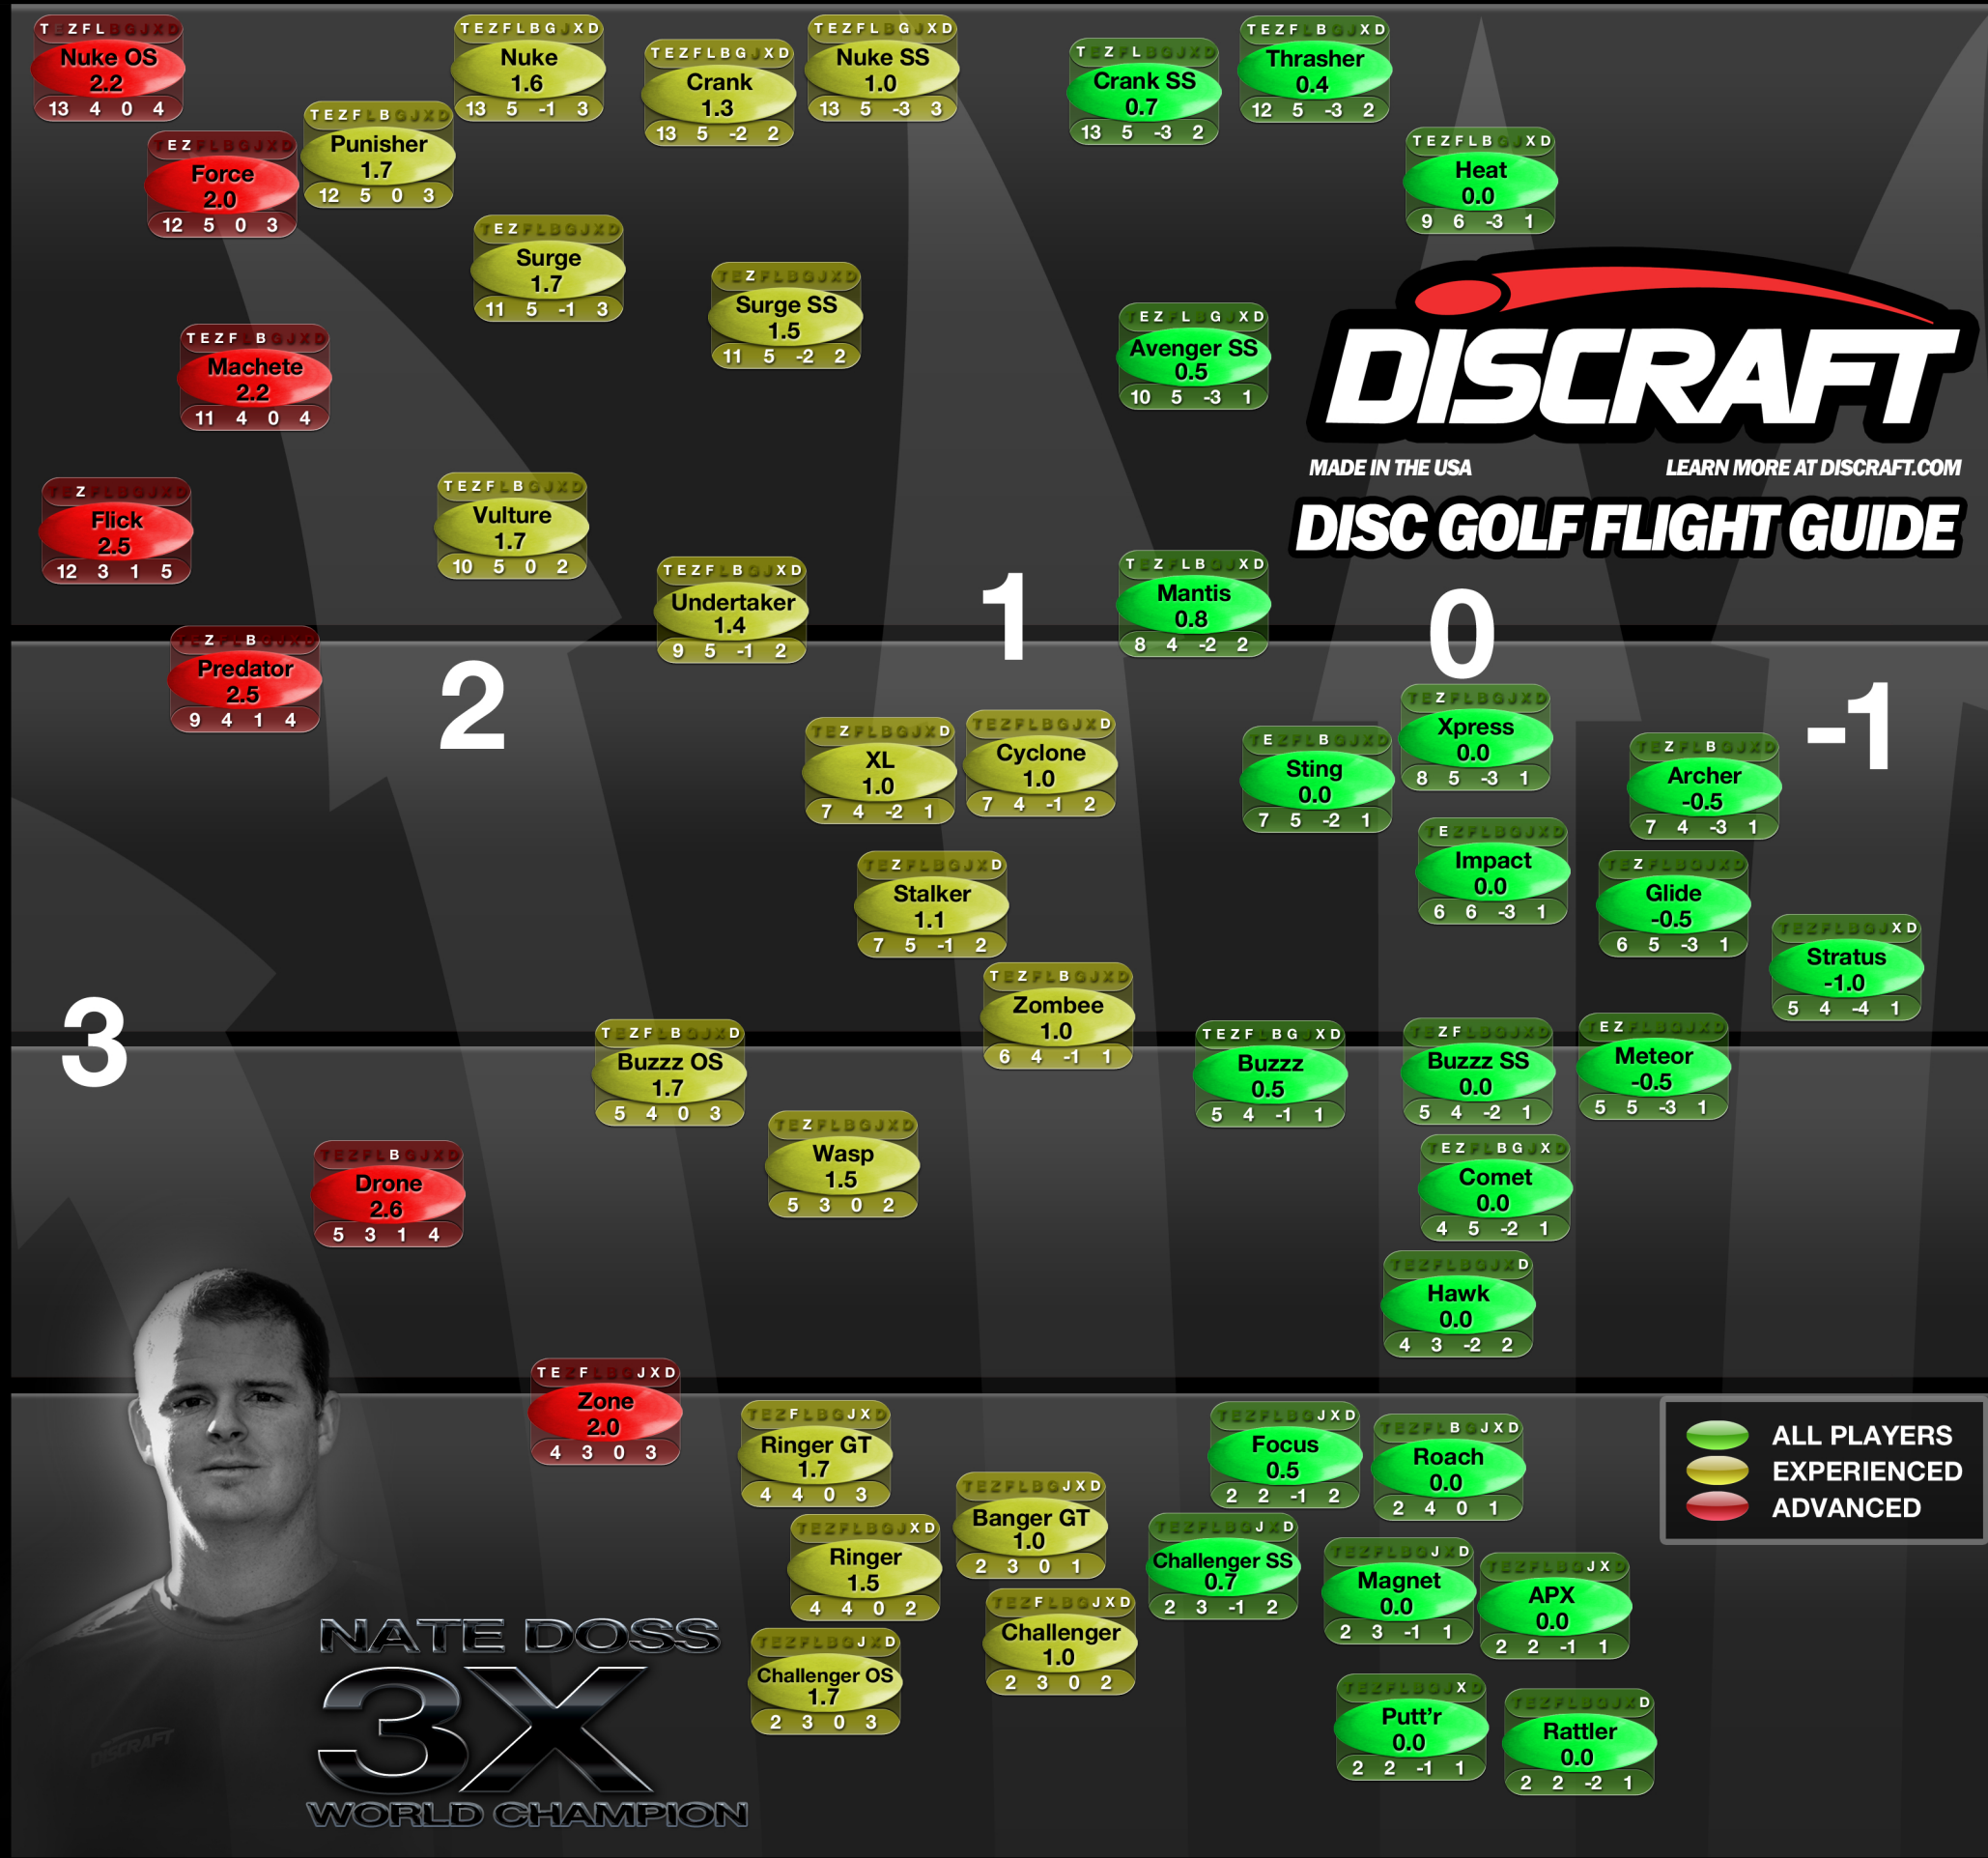 T Z F L
Nuke OS
2.2
13 4 0 4
T E Z F L B G X D
Nuke
1.6
13 5 -1 3
T E Z F L B G X D
Crank
1.3
13 5 -2 2
T E Z F L B G X D
Nuke SS
1.0
13 5 -3 3
T Z L
Crank SS
0.7
13 5 -3 2
T E Z F B X D
Thrasher
0.4
12 5 -3 2
E Z
Force
2.0
12 5 0 3
T E Z F B
Punisher
1.7
12 5 0 3
T E Z F L B X D
Heat
0.0
9 6 -3 1
E Z
Surge
1.7
11 5 -1 3
Z
Surge SS
1.5
11 5 -2 2
T E Z F B
Machete
2.2
11 4 0 4
E Z L G X D
Avenger SS
0.5
10 5 -3 1
DISCRAFT
MADE IN THE USA LEARN MORE AT DISCRAFT.COM
DISC GOLF FLIGHT GUIDE
Z
Flick
2.5
12 3 1 5
T E Z F B
Vulture
1.7
10 5 0 2
T E Z F B X D
Undertaker
1.4
9 5 -1 2
1
T Z L B X D
Mantis
0.8
8 4 -2 2
0
Z B
Predator
2.5
9 4 1 4
2
Z D
XL
1.0
7 4 -2 1
D
Cyclone
1.0
7 4 -1 2
E B
Sting
0.0
7 5 -2 1
Z
Xpress
0.0
8 5 -3 1
Z B
Archer
-0.5
7 4 -3 1
-1
Z D
Stalker
1.1
7 5 -1 2
E
Impact
0.0
6 6 -3 1
Z
Glide
-0.5
6 5 -3 1
X D
Stratus
-1.0
5 4 -4 1
3
T Z B
Zombee
1.0
6 4 -1 1
T Z F B D
Buzzz OS
1.7
5 4 0 3
T E Z F L B G X D
Buzzz
0.5
5 4 -1 1
E Z F
Buzzz SS
0.0
5 4 -2 1
E Z
Meteor
-0.5
5 5 -3 1
B
Drone
2.6
5 3 1 4
Z
Wasp
1.5
5 3 0 2
E Z B G X
Comet
0.0
4 5 -2 1
D
Hawk
0.0
4 3 -2 2
T E F J X D
Zone
2.0
4 3 0 3
F J X
Ringer GT
1.7
4 4 0 3
J X D
Banger GT
1.0
2 3 0 1
J X D
Focus
0.5
2 2 -1 2
B J X D
Roach
0.0
2 4 0 1
ALL PLAYERS
EXPERIENCED
ADVANCED
X D
Ringer
1.5
4 4 0 2
J D
Challenger SS
0.7
2 3 -1 2
J D
Magnet
0.0
2 3 -1 1
J X
APX
0.0
2 2 -1 1
F J X D
Challenger
1.0
2 3 0 2
J D
Challenger OS
1.7
2 3 0 3
X
Putt'r
0.0
2 2 -1 1
D
Rattler
0.0
2 2 -2 1
DISCRAFT
NATE DOSS
3X
WORLD CHAMPION